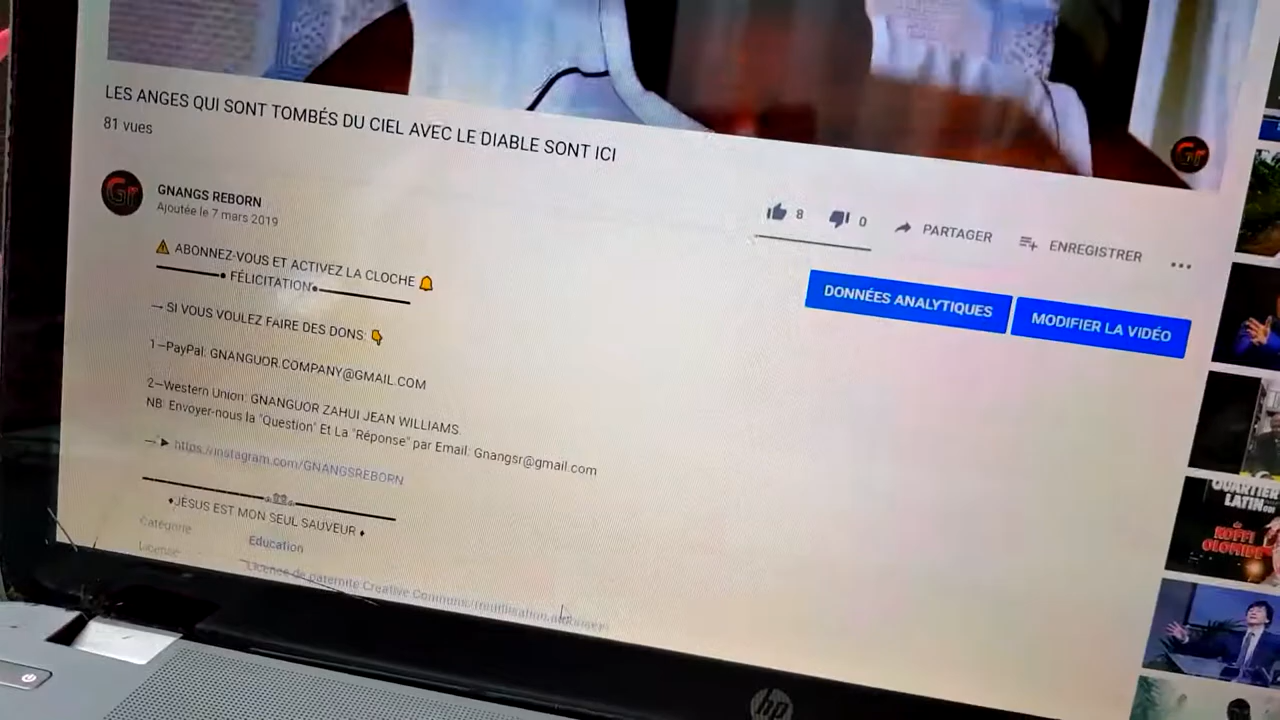 LES ANGES QUI SONT TOMBÉS DU CIEL AVEC LE DIABLE SONT ICI
81 vues
Gr
GNANGS REBORN
Ajoutée le 7 mars 2019
8
0
PARTAGER
ENREGISTRER
DONNÉES ANALYTIQUES
MODIFIER LA VIDÉO
⚠ ABONNEZ-VOUS ET ACTIVEZ LA CLOCHE 🔔
FÉLICITATION
— SI VOUS VOULEZ FAIRE DES DONS: 👇
1—PayPal: GNANGUOR.COMPANY@GMAIL.COM
2—Western Union: GNANGUOR ZAHUI JEAN WILLIAMS.
NB: Envoyer-nous la "Question" Et La "Réponse" par Email: Gnangsr@gmail.com
—► https://instagram.com/GNANGSREBORN
♦JÉSUS EST MON SEUL SAUVEUR ♦
Catégorie
Education
Licence
Licence de paternité Creative Commons (réutilisation
Gr
QUARTIER
LATIN
KOFFI
OLOMIDE
hp